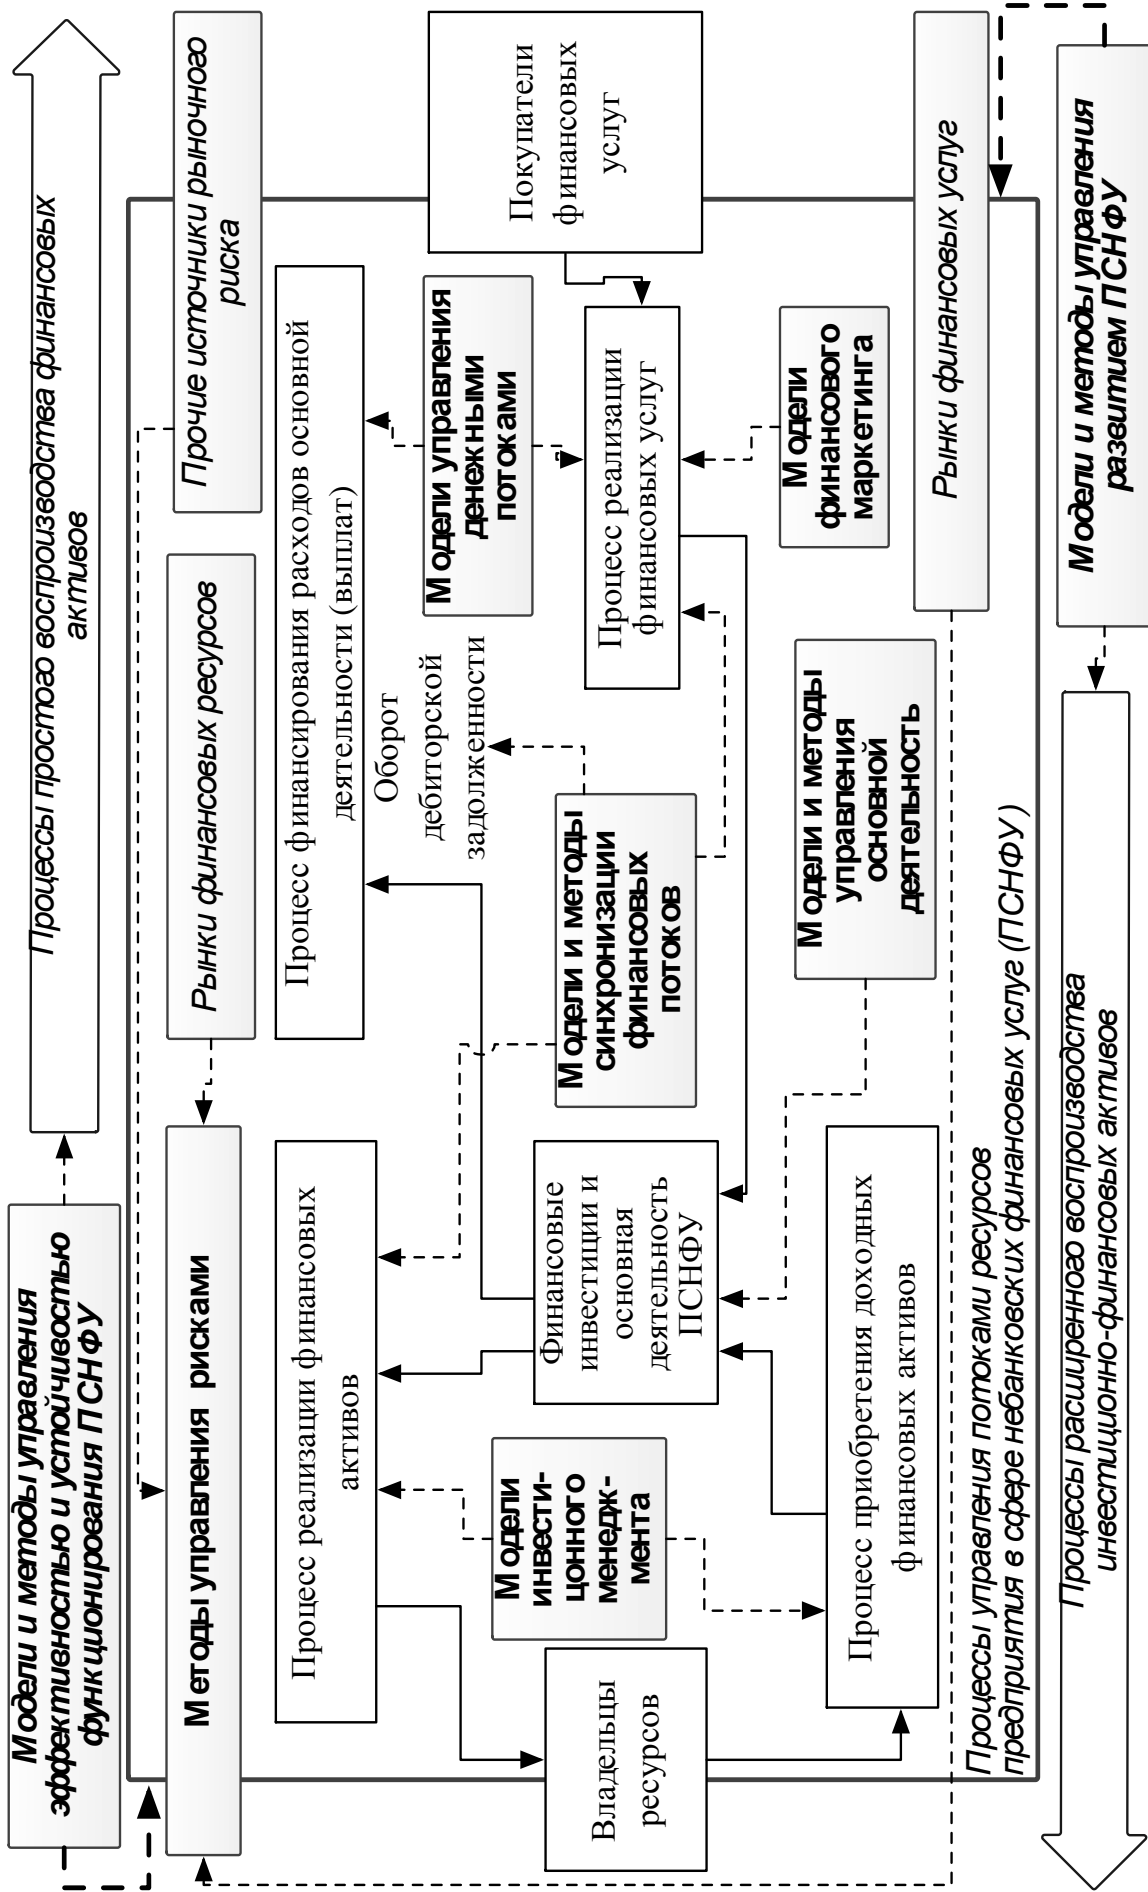 Модели и методы управления
эффективностью и устойчивостью
функционирования ПСНФУ
Процессы простого воспроизводства финансовых
активов
Методы управления рисками
Рынки финансовых ресурсов
Прочие источники рыночного
риска
Процесс реализации финансовых
активов
Процесс финансирования расходов основной
деятельности (выплат)
Оборот
дебиторской
задолженности
Модели
инвести-
ционного
менедж-
мента
Финансовые
инвестиции и
основная
деятельность
ПСНФУ
Модели и методы
синхронизации
финансовых
потоков
Модели управления
денежными
потоками
Покупатели
финансовых
услуг
Владельцы
ресурсов
Процесс реализации
финансовых услуг
Процесс приобретения доходных
финансовых активов
Модели и методы
управления
основной
деятельность
Модели
финансового
маркетинга
Рынки финансовых услуг
Процессы управления потоками ресурсов
предприятия в сфере небанковских финансовых услуг (ПСНФУ)
Процессы расширенного воспроизводства
инвестиционно-финансовых активов
Модели и методы управления
развитием ПСНФУ